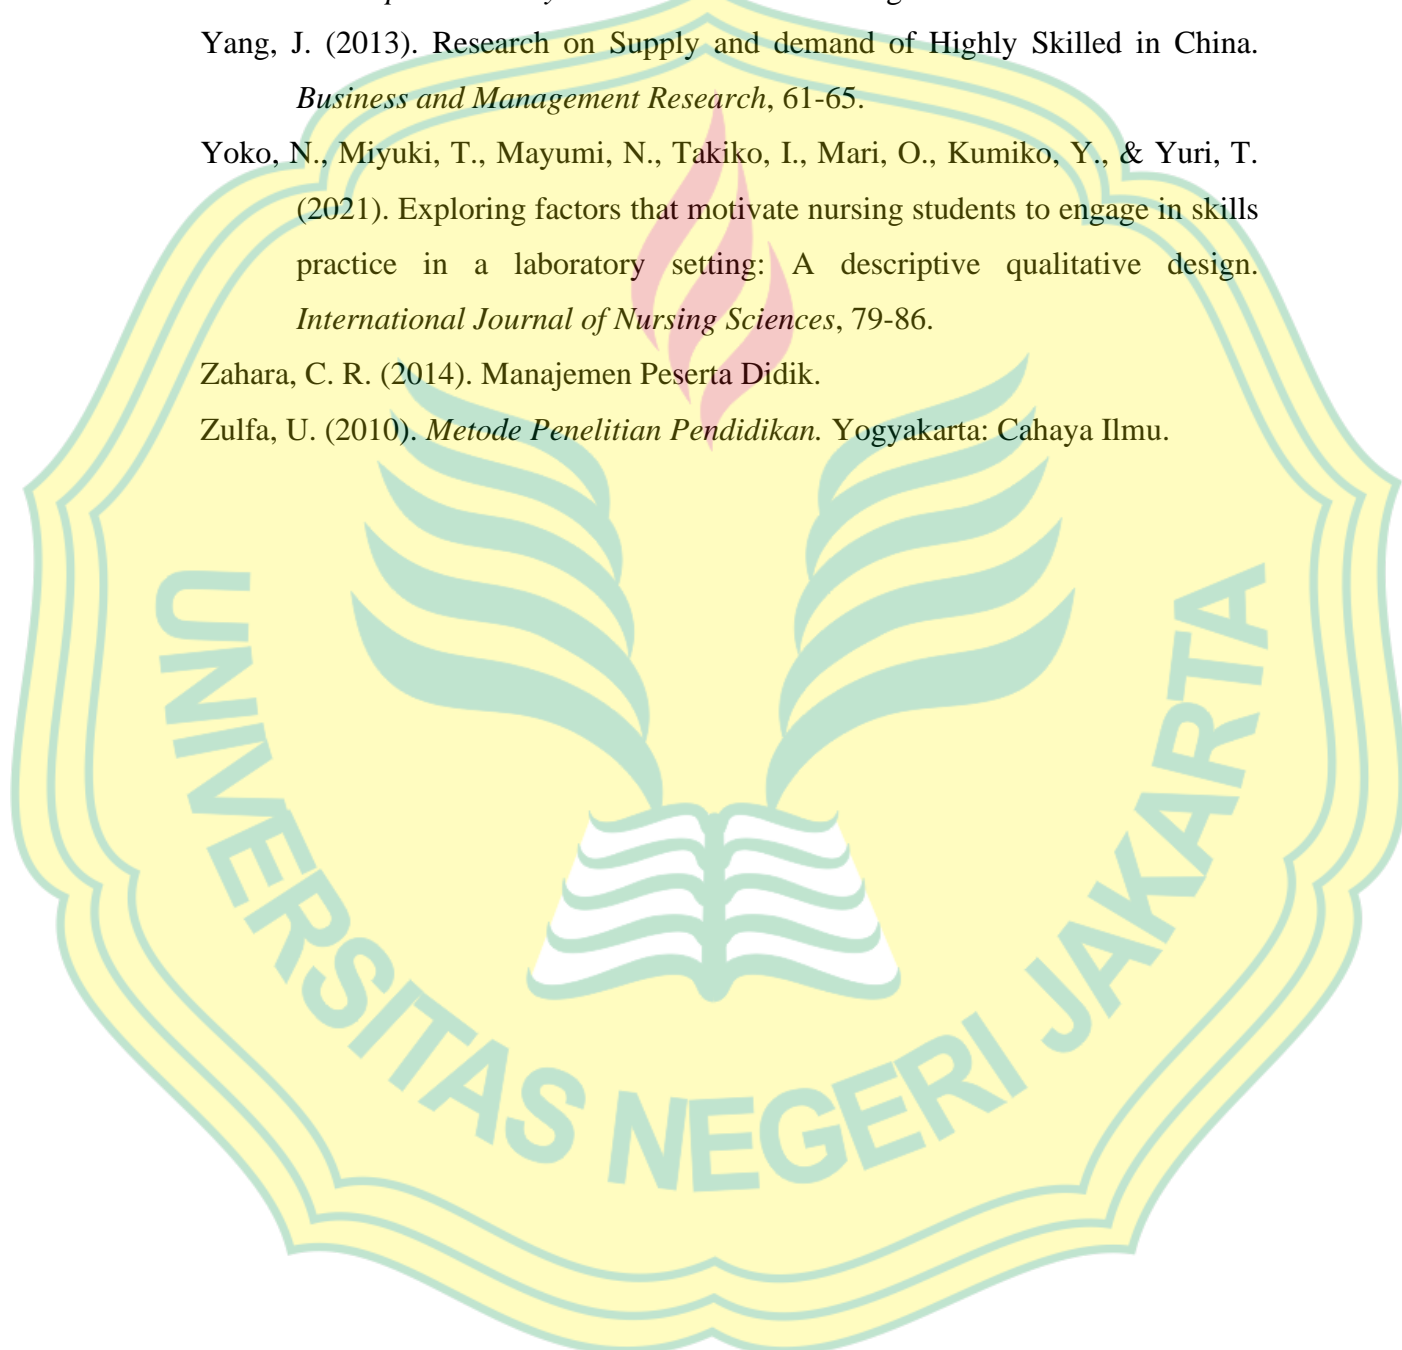 Yang, J. (2013). Research on Supply and demand of Highly Skilled in China.
Business and Management Research, 61-65.
Yoko, N., Miyuki, T., Mayumi, N., Takiko, I., Mari, O., Kumiko, Y., & Yuri, T.
(2021). Exploring factors that motivate nursing students to engage in skills
practice in a laboratory setting: A descriptive qualitative design.
International Journal of Nursing Sciences, 79-86.
Zahara, C. R. (2014). Manajemen Peserta Didik.
Zulfa, U. (2010). Metode Penelitian Pendidikan. Yogyakarta: Cahaya Ilmu.
UNIVERSITAS NEGERI JAKARTA